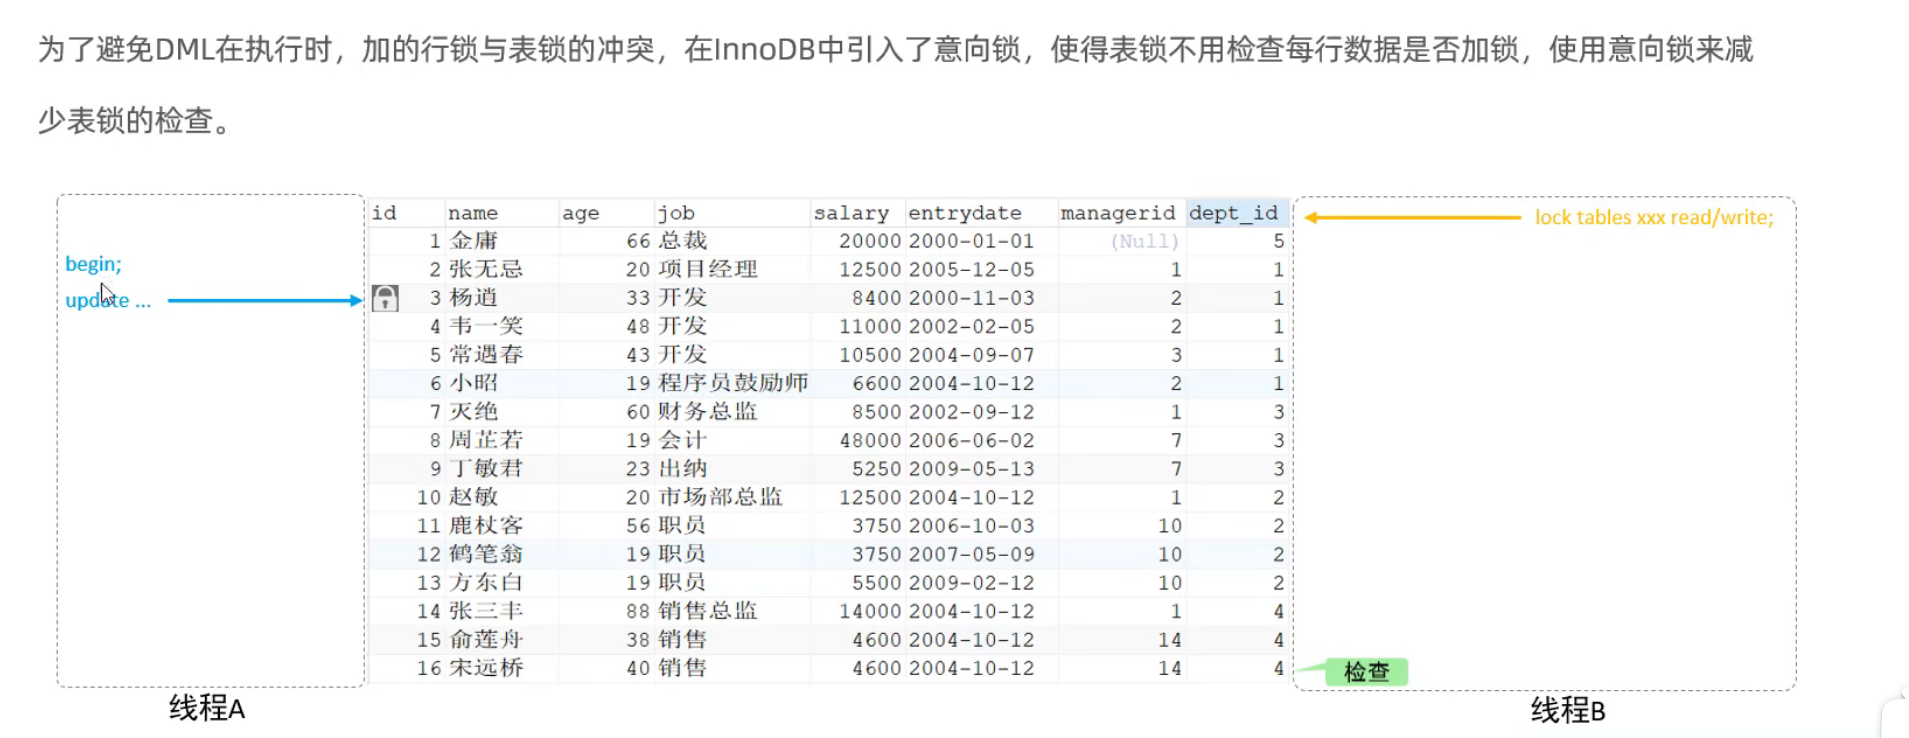 为了避免DML在执行时，加的行锁与表锁的冲突，在InnoDB中引入了意向锁，使得表锁不用检查每行数据是否加锁，使用意向锁来减
少表锁的检查。
id name age job salary entrydate managerid dept_id
lock tables xxx read/write;
1 金庸 66 总裁 20000 2000-01-01 (Null) 5
begin;
2 张无忌 20 项目经理 12500 2005-12-05 1 1
update ...
3 杨逍 33 开发 8400 2000-11-03 2 1
4 韦一笑 48 开发 11000 2002-02-05 2 1
5 常遇春 43 开发 10500 2004-09-07 3 1
6 小昭 19 程序员鼓励师 6600 2004-10-12 2 1
7 灭绝 60 财务总监 8500 2002-09-12 1 3
8 周芷若 19 会计 48000 2006-06-02 7 3
9 丁敏君 23 出纳 5250 2009-05-13 7 3
10 赵敏 20 市场部总监 12500 2004-10-12 1 2
11 鹿杖客 56 职员 3750 2006-10-03 10 2
12 鹤笔翁 19 职员 3750 2007-05-09 10 2
13 方东白 19 职员 5500 2009-02-12 10 2
14 张三丰 88 销售总监 14000 2004-10-12 1 4
15 俞莲舟 38 销售 4600 2004-10-12 14 4
16 宋远桥 40 销售 4600 2004-10-12 14 4
检查
线程A
线程B